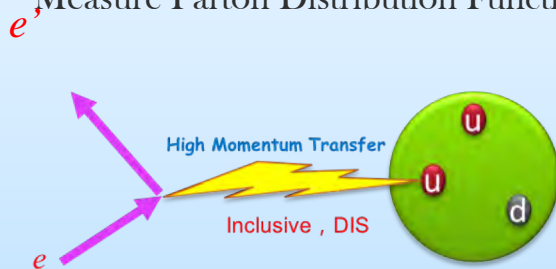 Measure Parton Distribution Functi
e’
High Momentum Transfer
u
u
Inclusive , DIS
d
e